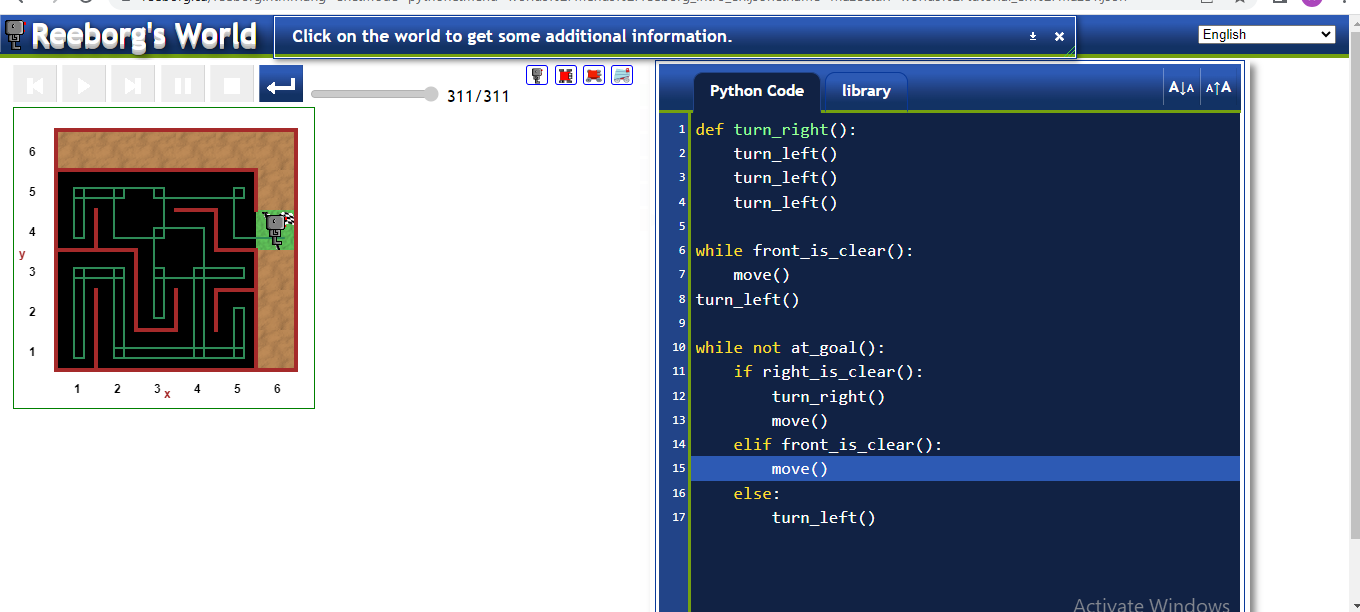 Reeborg's World
Click on the world to get some additional information.
English
311/311
Python Code
library
6
5
4
y
3
2
1
1 2 3 x 4 5 6
1 def turn_right():
2 turn_left()
3 turn_left()
4 turn_left()
5
6 while front_is_clear():
7 move()
8 turn_left()
9
10 while not at_goal():
11 if right_is_clear():
12 turn_right()
13 move()
14 elif front_is_clear():
15 move()
16 else:
17 turn_left()
Activate Windows